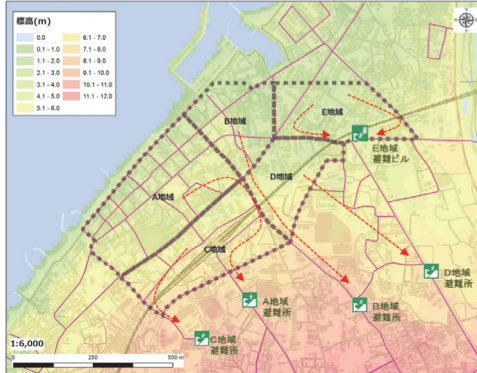 標高(m)
0.0
0.1 - 1.0
1.1 - 2.0
2.1 - 3.0
3.1 - 4.0
4.1 - 5.0
5.1 - 6.0
6.1 - 7.0
7.1 - 8.0
8.1 - 9.0
9.1 - 10.0
10.1 - 11.0
11.1 - 12.0
B地域
E地域
E地域
避難ビル
D地域
A地域
C地域
D地域
避難所
A地域
避難所
B地域
避難所
C地域
避難所
1:6,000
0
250
500 m